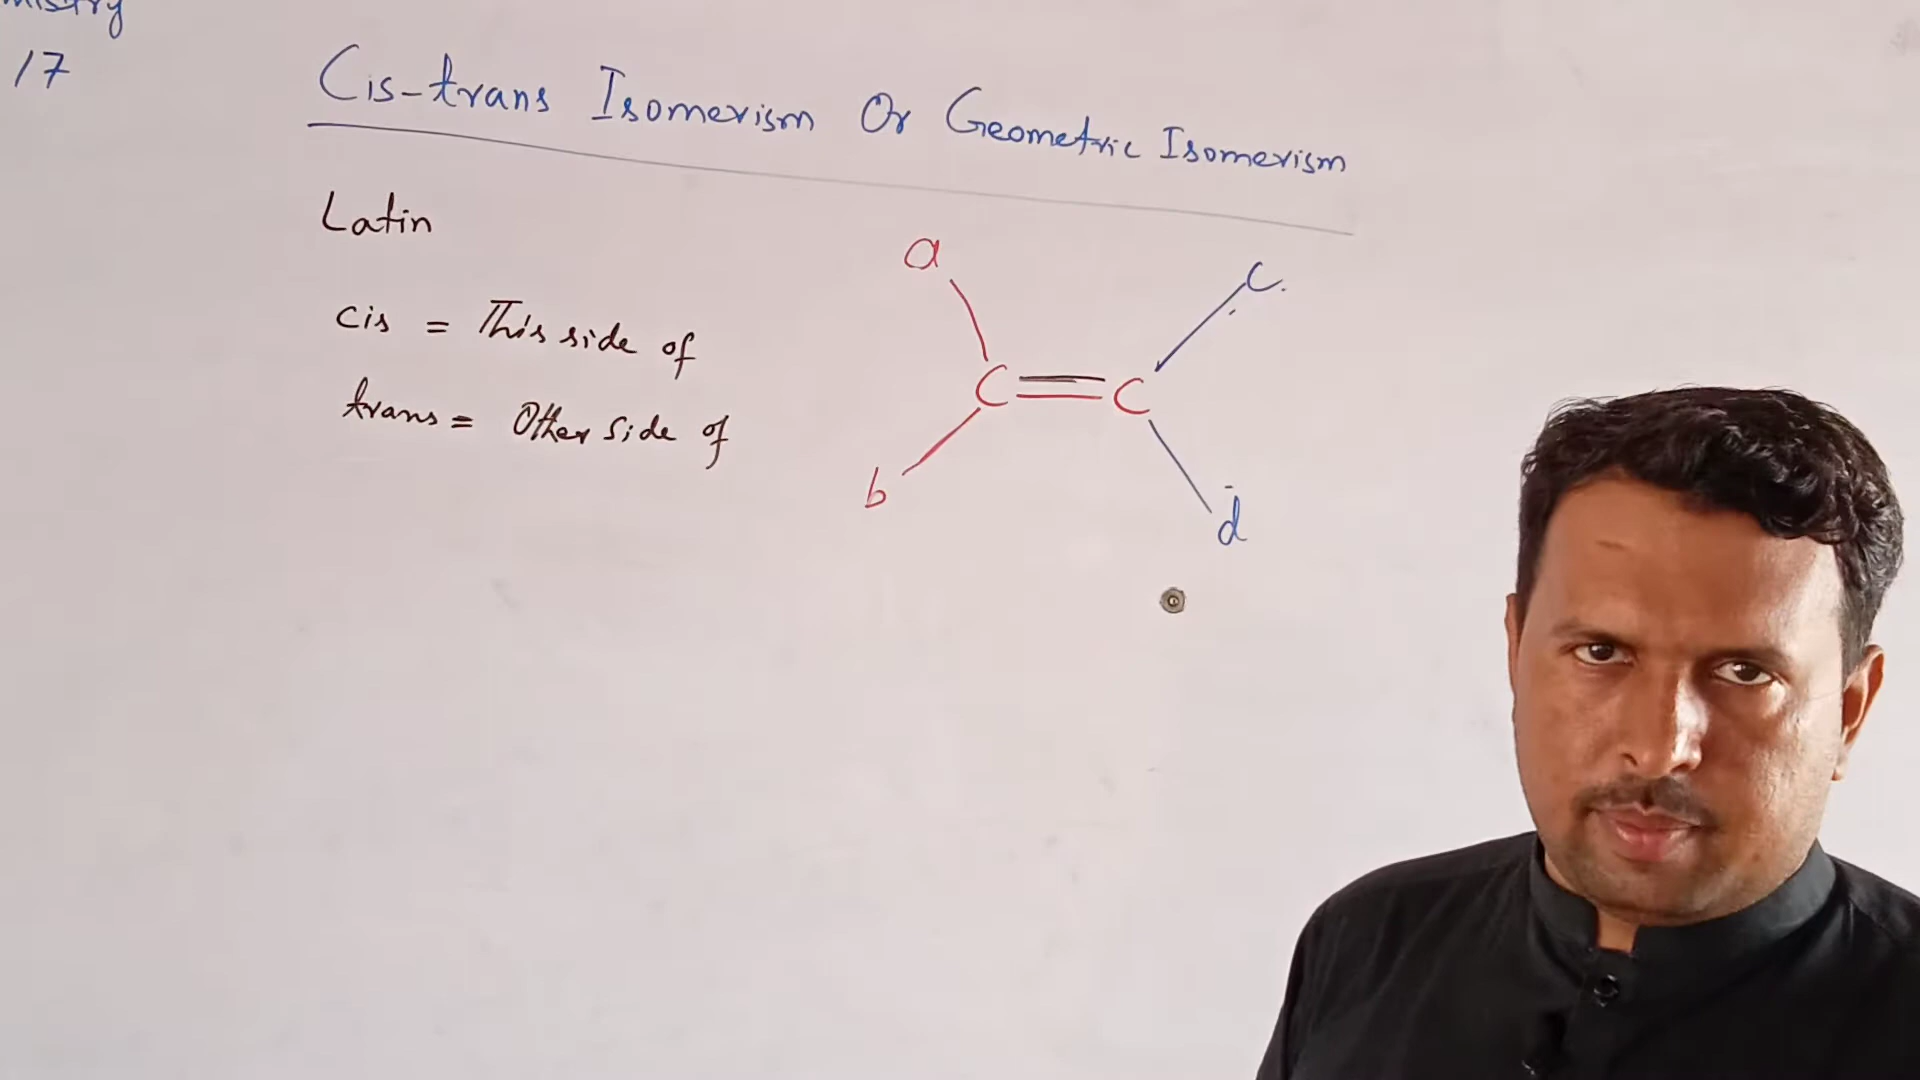 17
Cis-trans Isomerism Or Geometric Isomerism
Latin
cis = This side of
trans = Other side of
a
c.
C = C
b
d